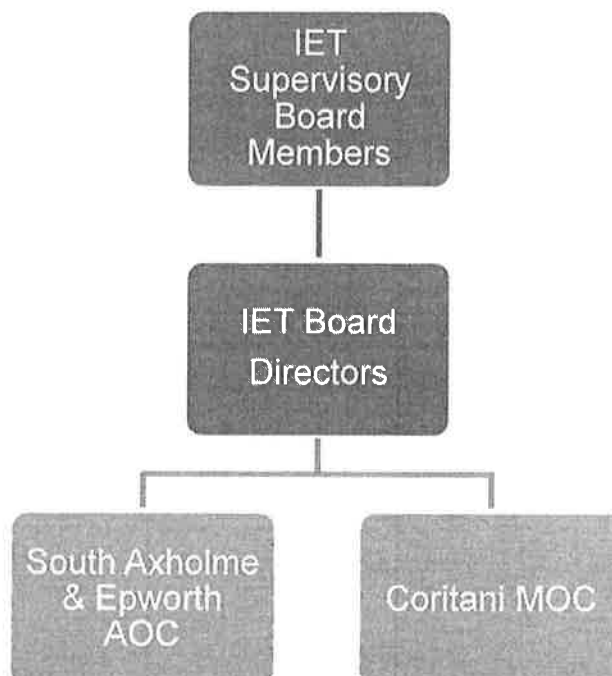 IET
Supervisory
Board
Members
IET Board
Directors
South Axholme
& Epworth
AOC
Coritani MOC